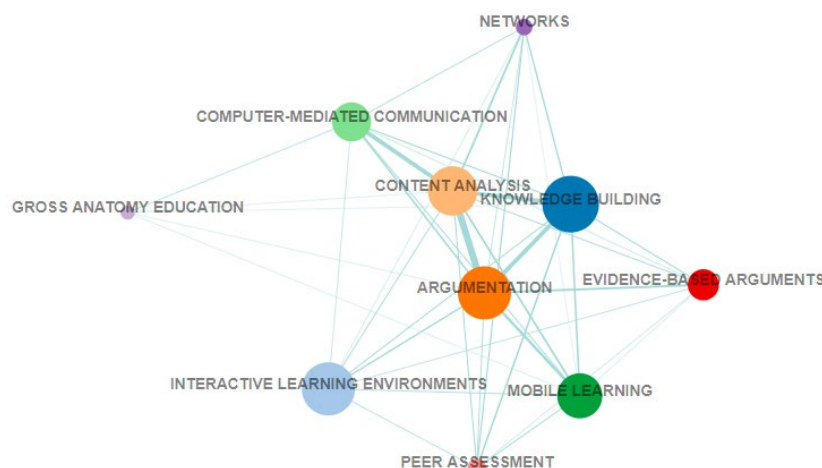 NETWORKS
COMPUTER-MEDIATED COMMUNICATION
CONTENT ANALYSIS
KNOWLEDGE BUILDING
GROSS ANATOMY EDUCATION
EVIDENCE-BASED ARGUMENTS
ARGUMENTATION
INTERACTIVE LEARNING ENVIRONMENTS
MOBILE LEARNING
PEER ASSESSMENT